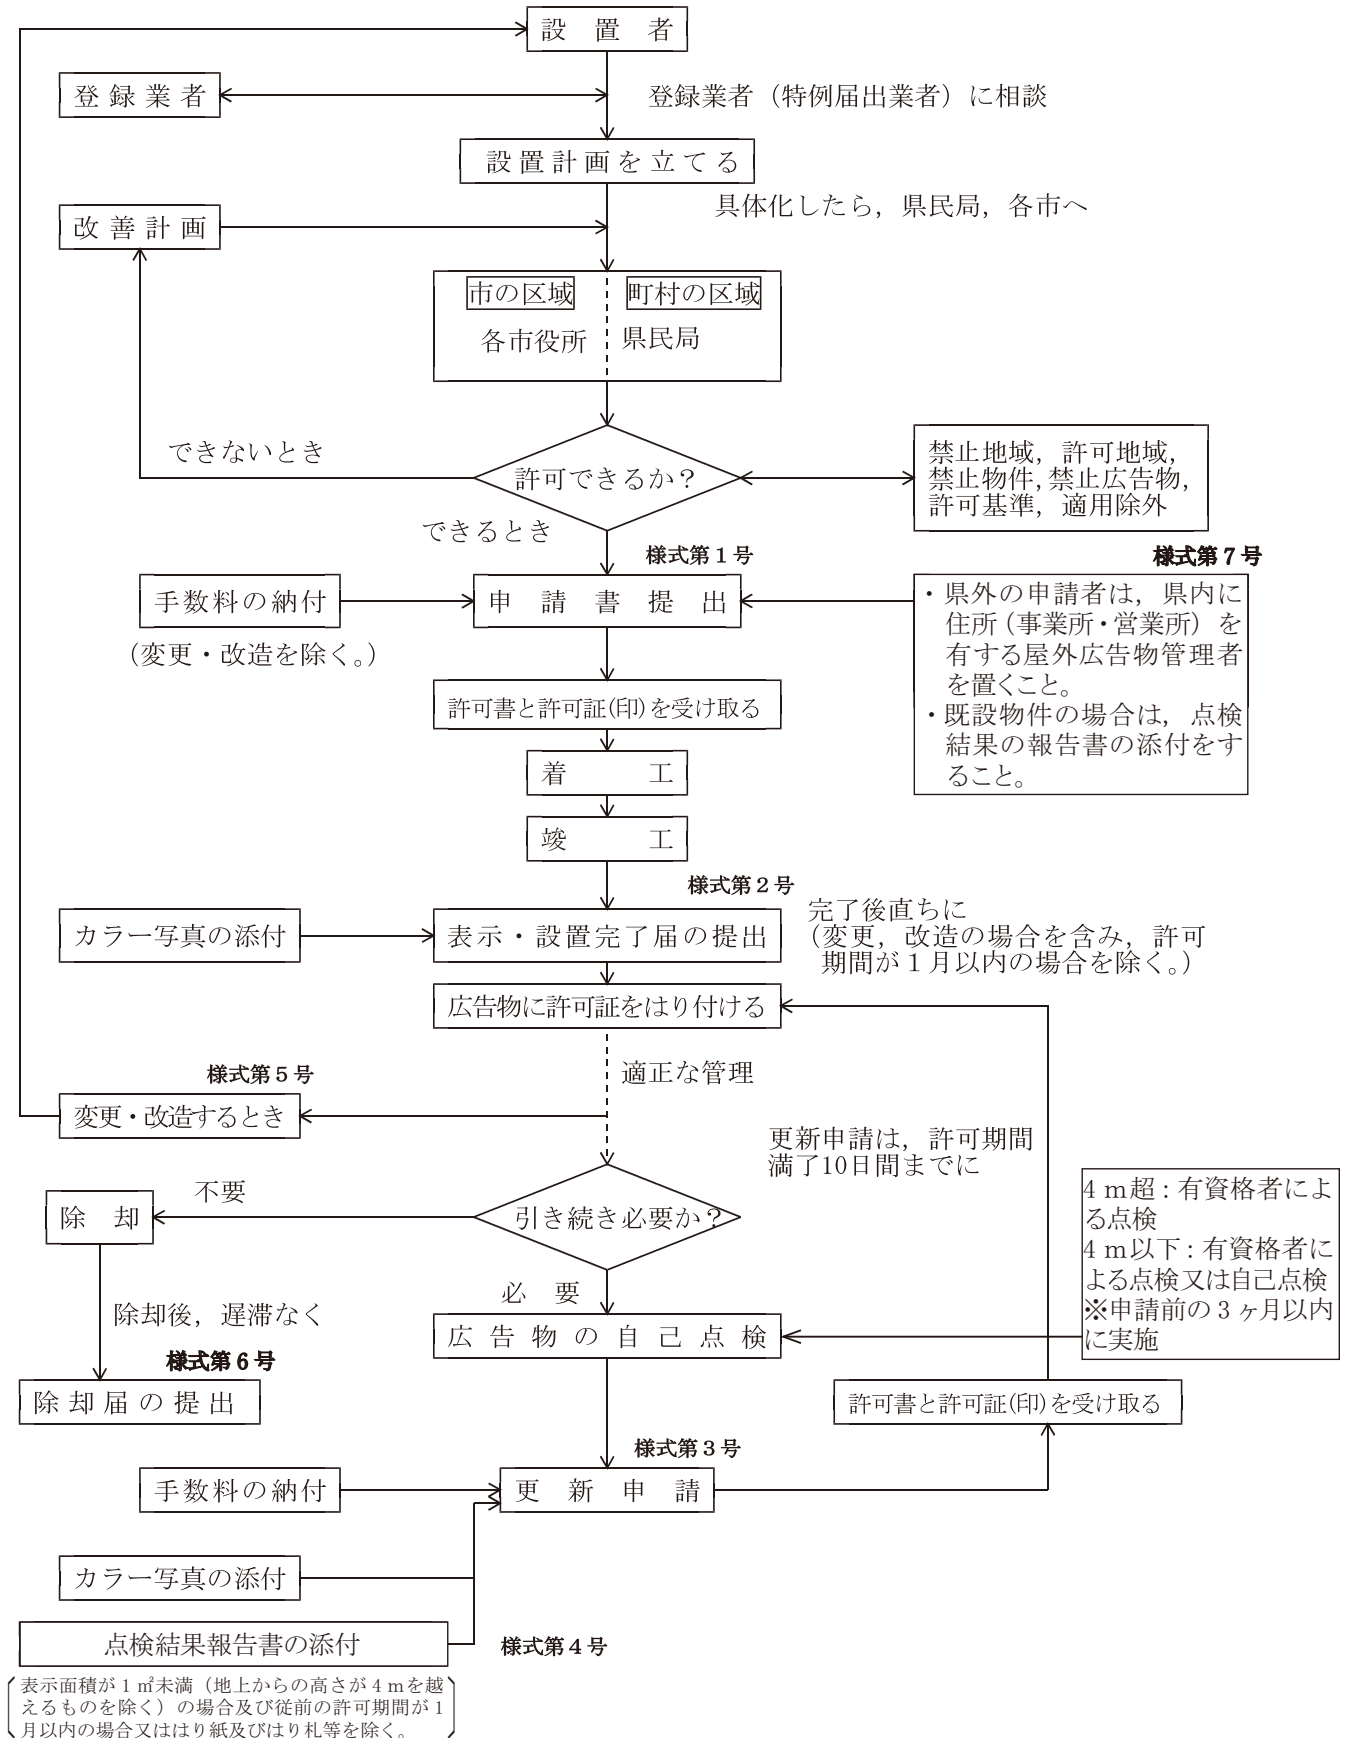 設置者
登録業者
登録業者（特例届出業者）に相談
設置計画を立てる
具体化したら，県民局，各市へ
改善計画
市の区域
町村の区域
各市役所
県民局
できないとき
許可できるか？
禁止地域，許可地域，
禁止物件，禁止広告物，
許可基準，適用除外
できるとき
様式第１号
様式第７号
手数料の納付
申請書提出
（変更・改造を除く。）
・県外の申請者は，県内に
住所（事業所・営業所）を
有する屋外広告物管理者
を置くこと。
・既設物件の場合は，点検
結果の報告書の添付をす
ること。
許可書と許可証(印)を受け取る
着工
竣工
様式第２号
カラー写真の添付
表示・設置完了届の提出
完了後直ちに
（変更，改造の場合を含み，許可
期間が１月以内の場合を除く。）
広告物に許可証をはり付ける
適正な管理
様式第５号
変更・改造するとき
更新申請は，許可期間
満了10日間までに
不要
除却
引き続き必要か？
4ｍ超：有資格者によ
る点検
4ｍ以下：有資格者に
よる点検又は自己点検
※申請前の３ヶ月以内
に実施
必要
除却後，遅滞なく
広告物の自己点検
様式第６号
除却届の提出
許可書と許可証(印)を受け取る
様式第３号
手数料の納付
更新申請
カラー写真の添付
点検結果報告書の添付
様式第４号
表示面積が１㎡未満（地上からの高さが４ｍを越
えるものを除く）の場合及び従前の許可期間が１
月以内の場合又ははり紙及びはり札等を除く。